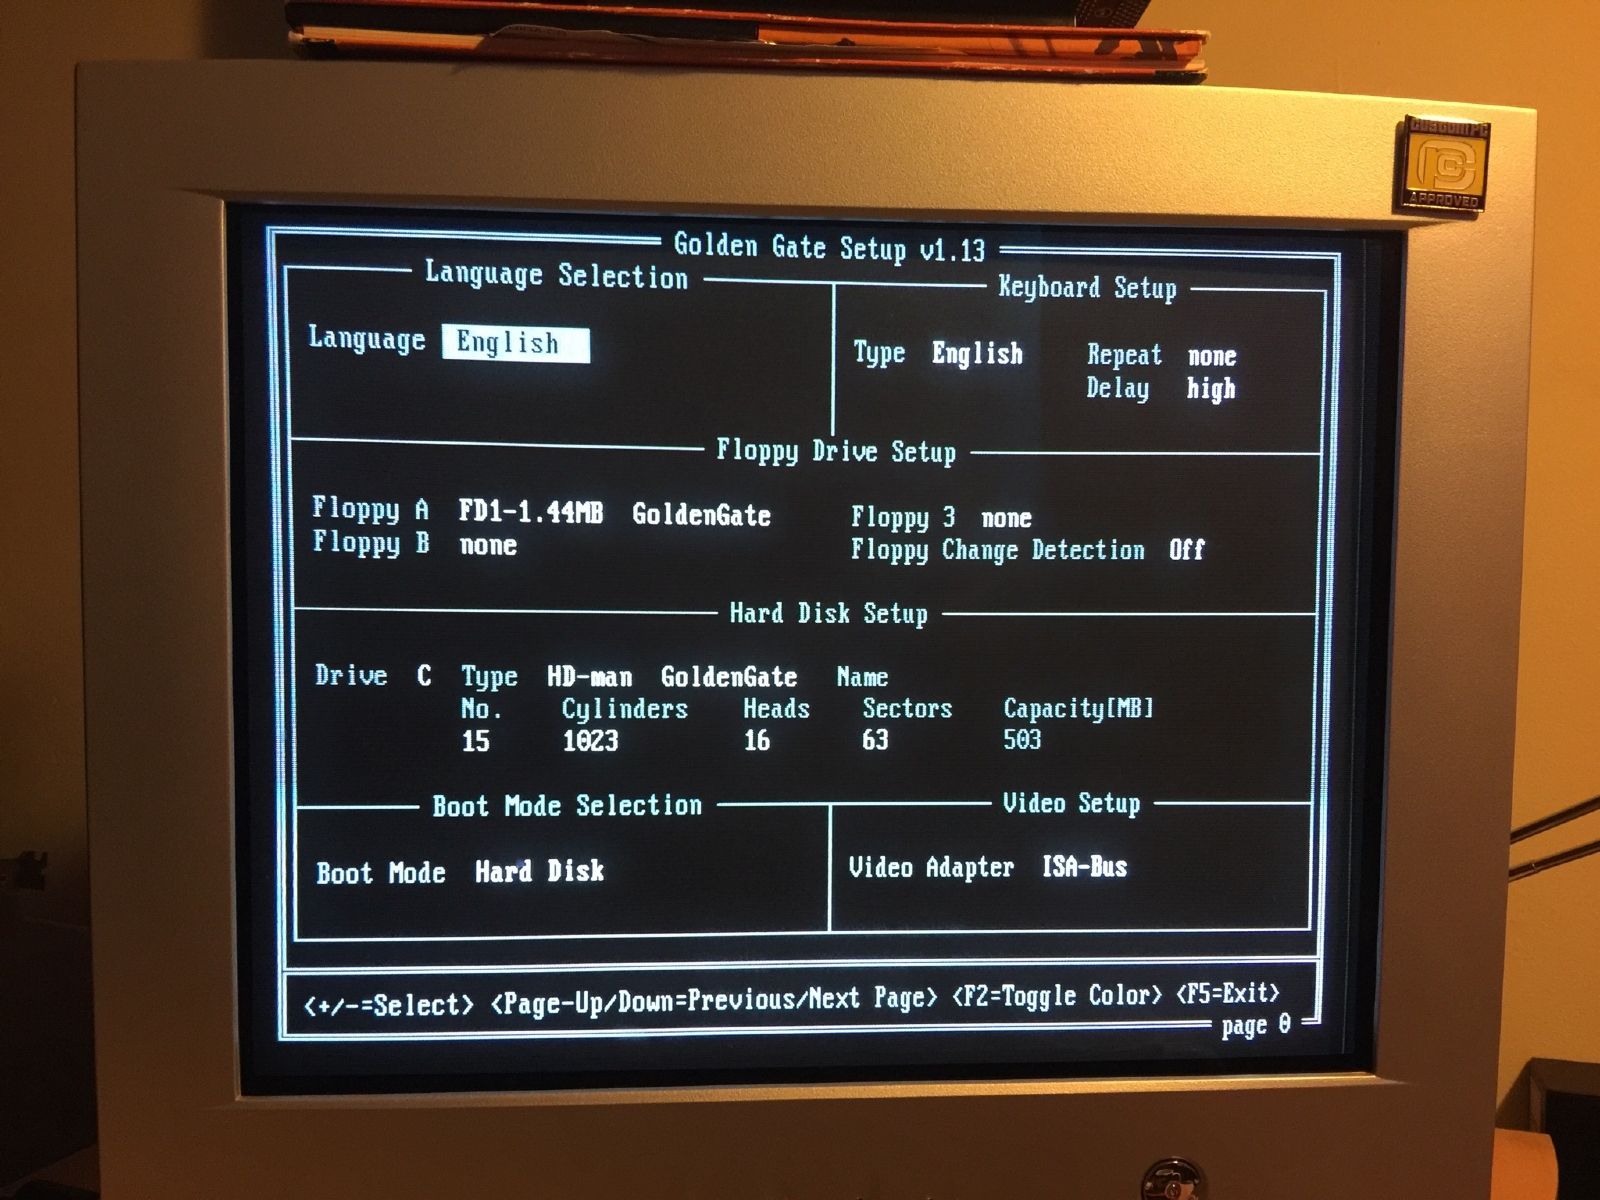 CustomPC
APPROVED
Golden Gate Setup v1.13
Language Selection
Keyboard Setup
Language English
Type English Repeat none
Delay high
Floppy Drive Setup
Floppy A FD1-1.44MB GoldenGate Floppy 3 none
Floppy B none Floppy Change Detection Off
Hard Disk Setup
Drive C Type HD-man GoldenGate Name
No. Cylinders Heads Sectors Capacity[MB]
15 1023 16 63 503
Boot Mode Selection
Video Setup
Boot Mode Hard Disk
Video Adapter ISA-Bus
<+/-=Select> <Page-Up/Down=Previous/Next Page> <F2=Toggle Color> <F5=Exit>
page 0